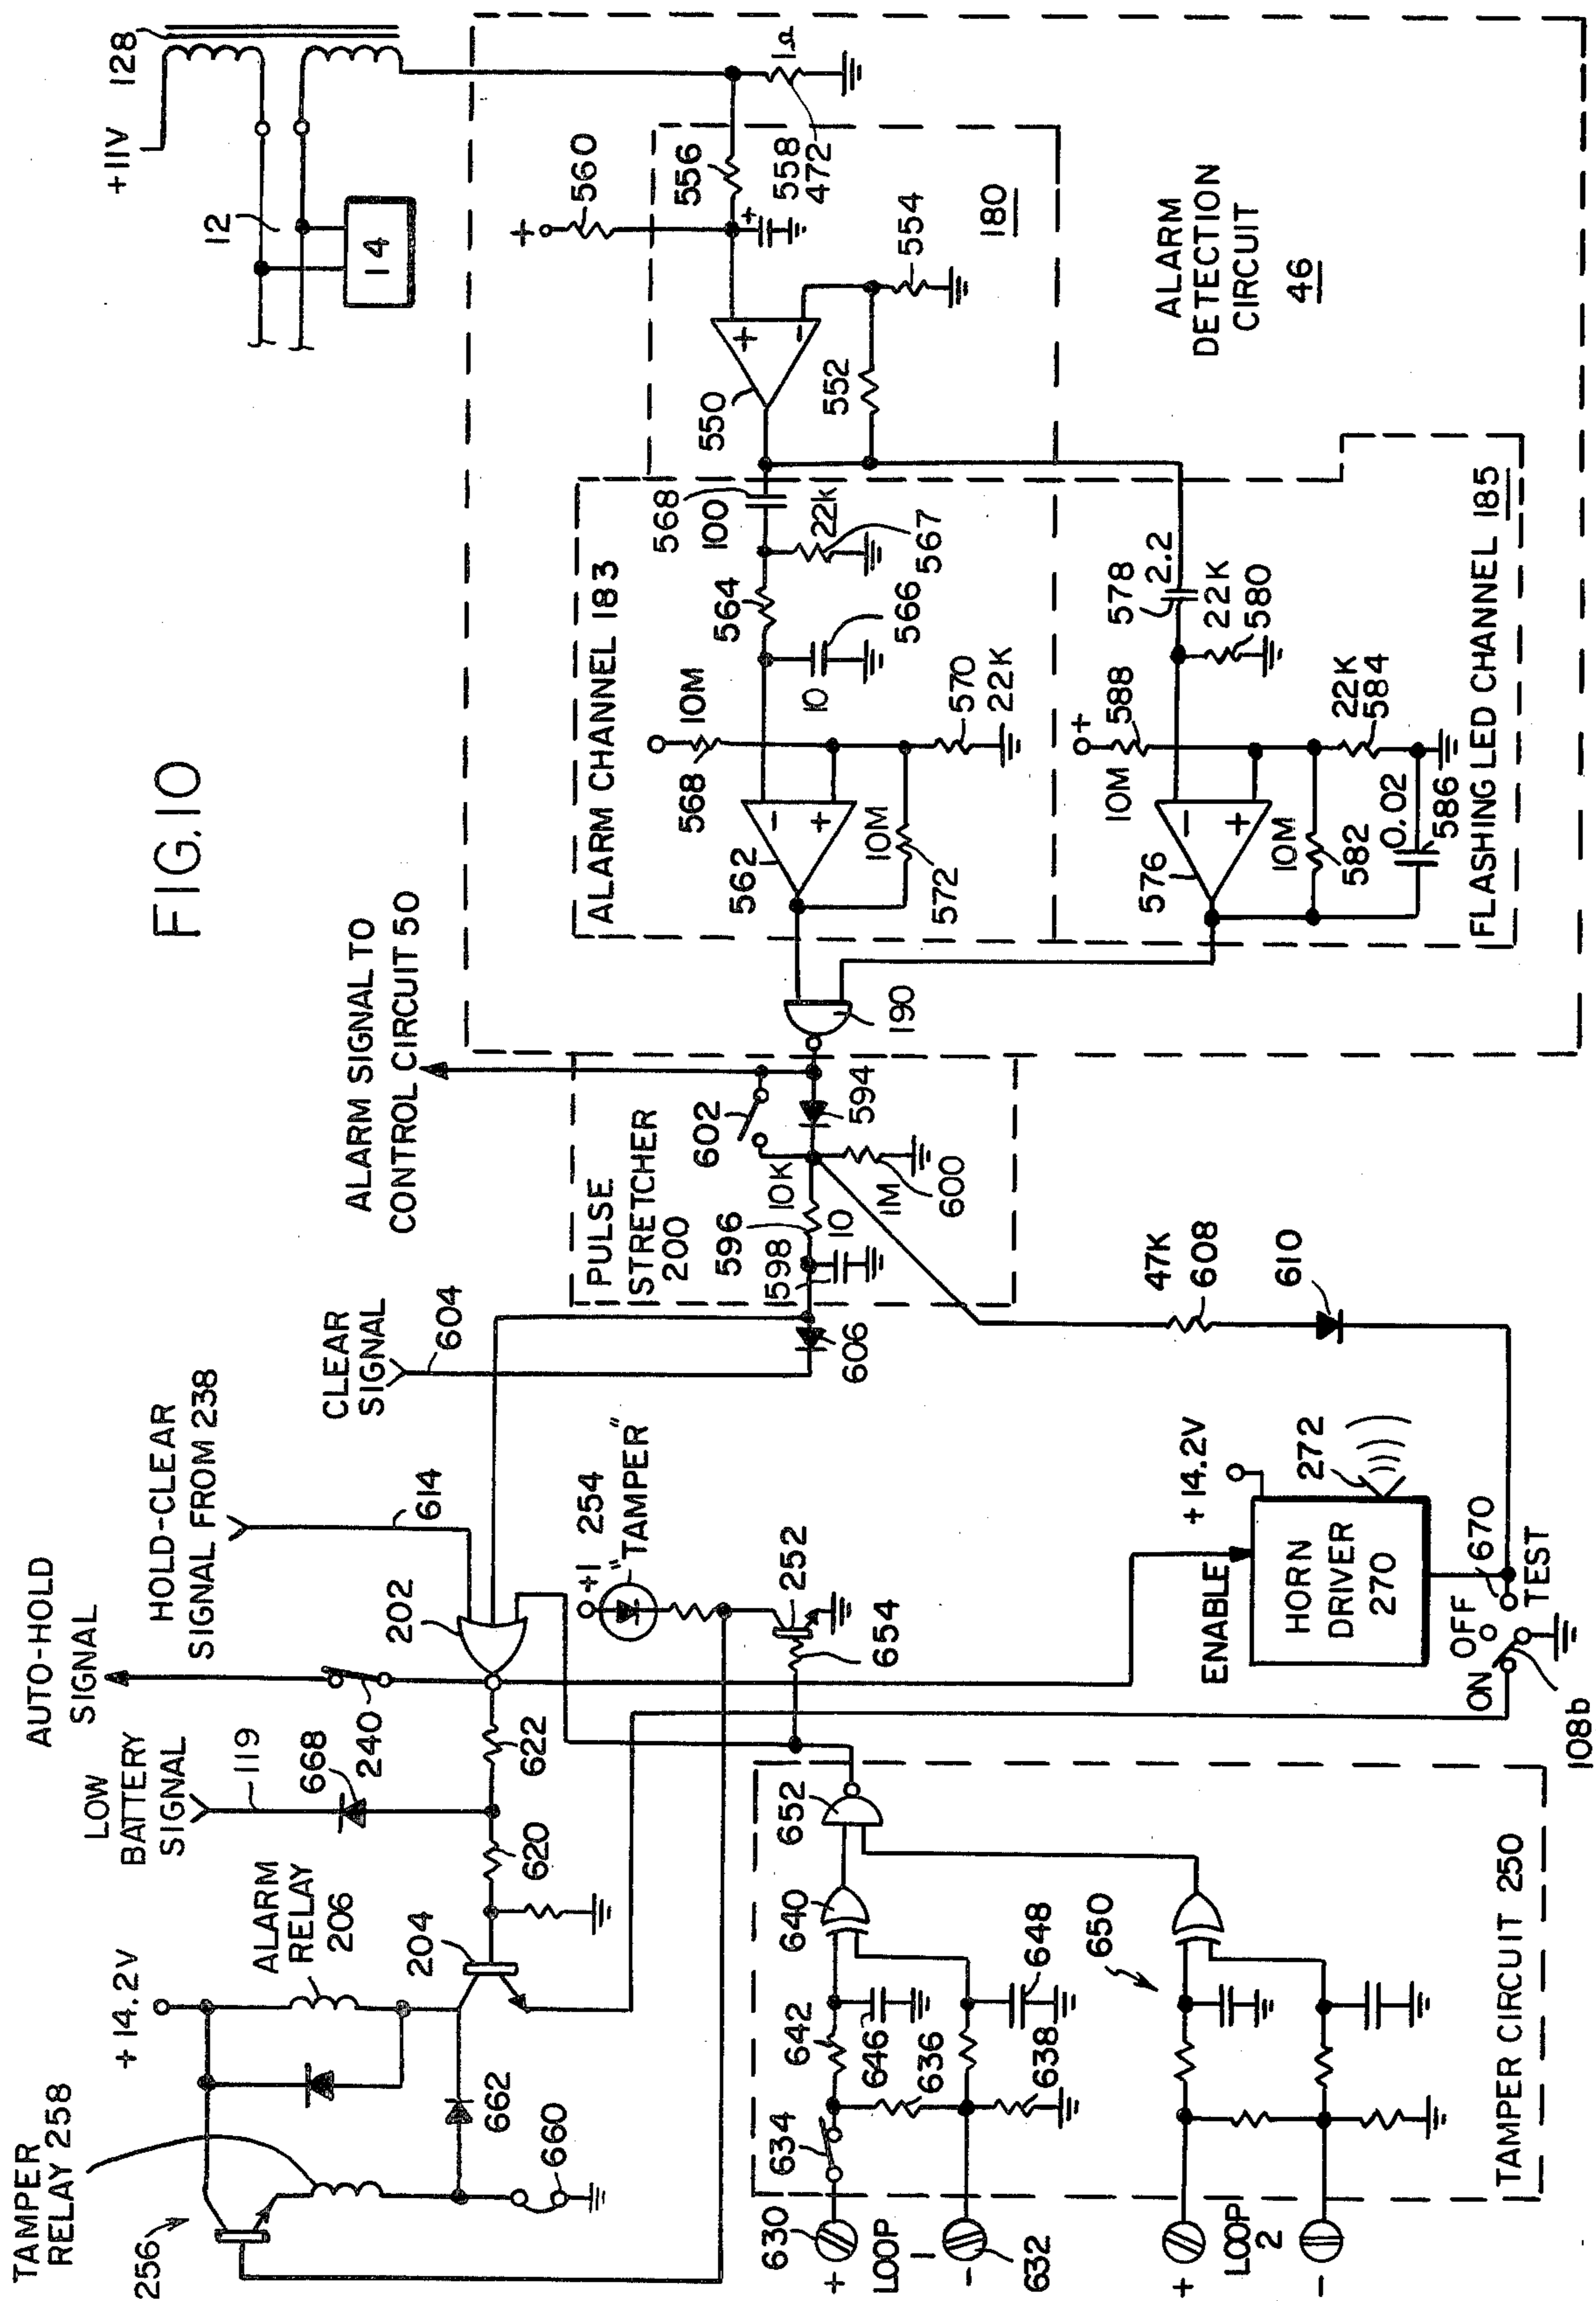 FIG. 10
+11V
128
12
14
1Ω
472
560
+
556
558
+
180
554
550
+
-
552
ALARM
DETECTION
CIRCUIT
46
ALARM CHANNEL 183
568
100
22K
567
564
566
10
10M
568
570
22K
562
-
+
10M
572
578
2.2
22K
580
+
588
10M
22K
584
576
-
+
10M
582
0.02
586
FLASHING LED CHANNEL 185
190
ALARM SIGNAL TO
CONTROL CIRCUIT 50
602
594
PULSE
STRETCHER
200
10K
596
10
598
1M
600
CLEAR
SIGNAL
604
606
47K
608
610
HOLD-CLEAR
SIGNAL FROM 238
614
AUTO-HOLD
SIGNAL
202
240
+1
254
"TAMPER"
252
654
+14.2V
ENABLE
HORN
DRIVER
270
272
670
ON
OFF
TEST
108b
LOW
BATTERY
SIGNAL
119
668
622
620
ALARM
RELAY
206
204
+14.2V
TAMPER
RELAY 258
256
662
660
652
640
642
646
648
636
638
634
650
630
+
LOOP
1
-
632
+
LOOP
2
-
TAMPER CIRCUIT 250